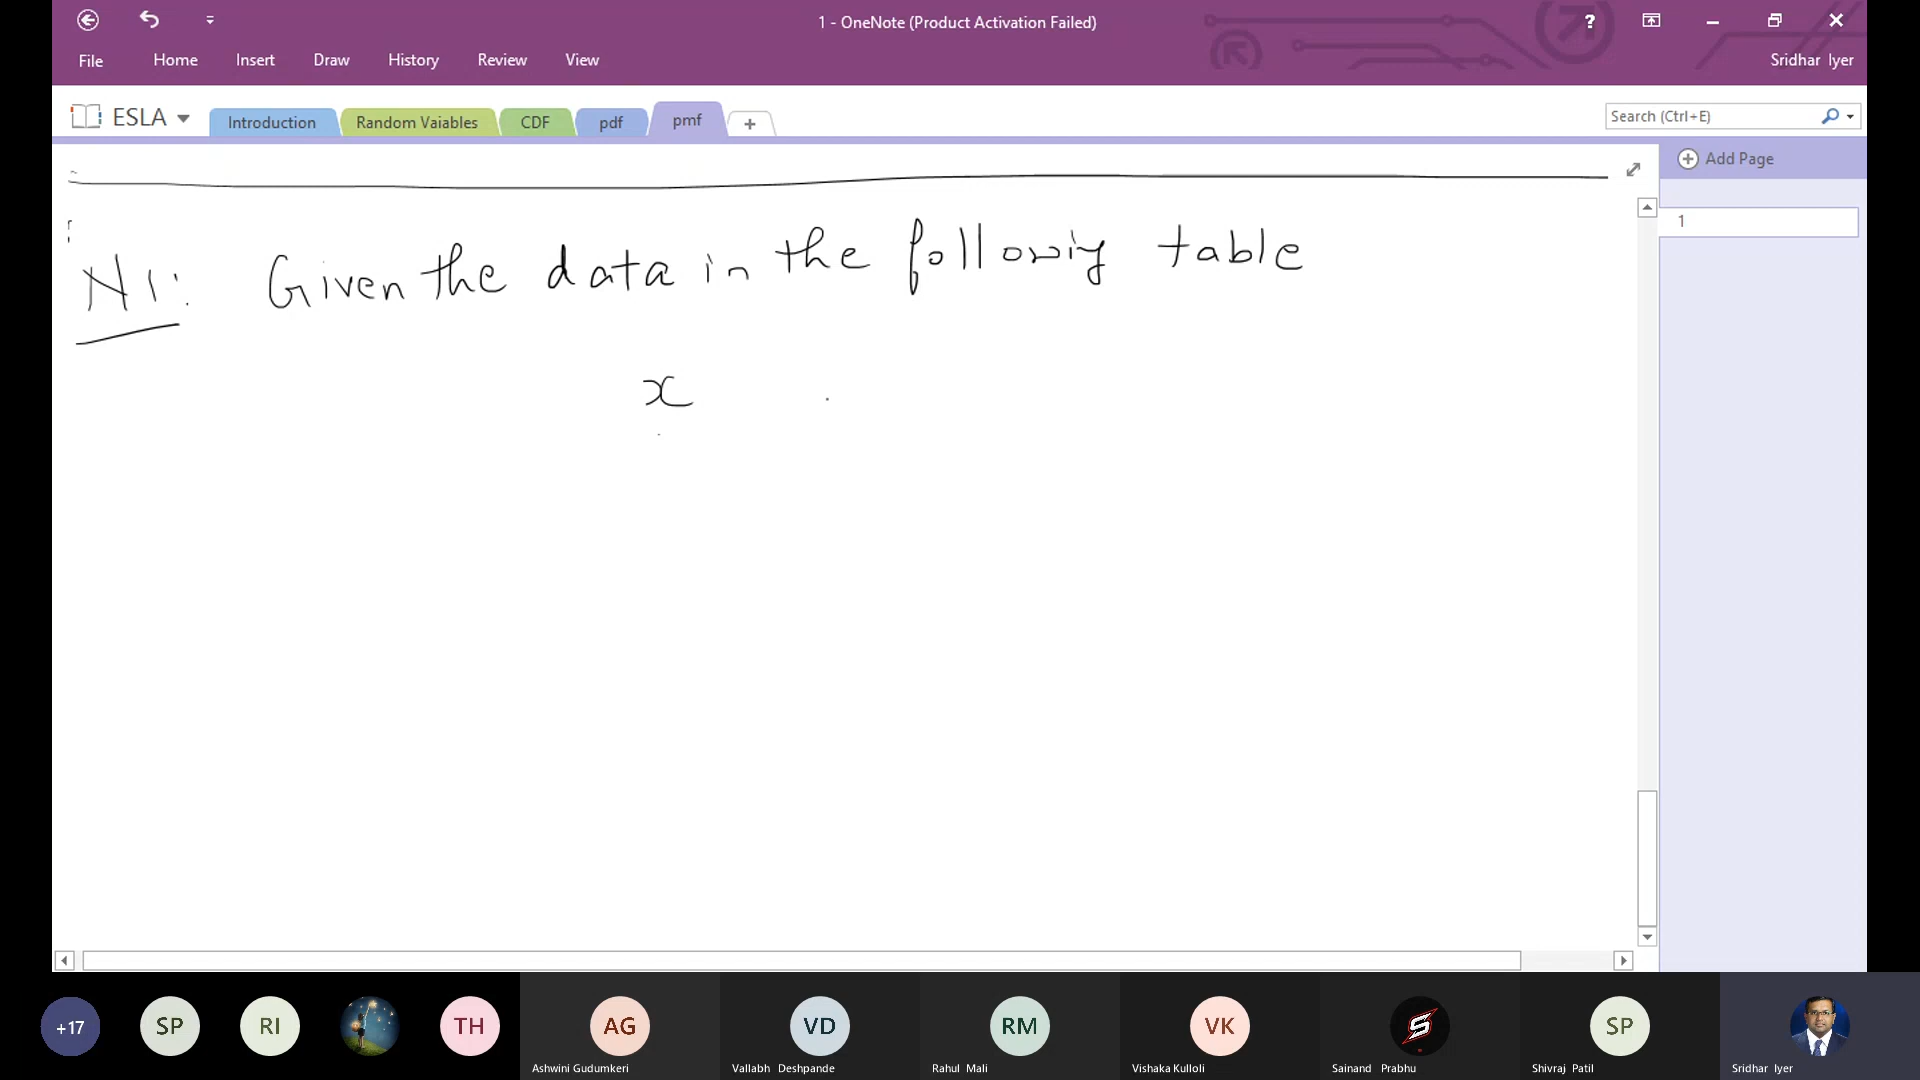 1 - OneNote (Product Activation Failed)
?
File Home Insert Draw History Review View
Sridhar Iyer
ESLA Introduction Random Vaiables CDF pdf pmf +
Search (Ctrl+E)
Add Page
1
N1: Given the data in the following table
x
+17 SP RI TH AG VD RM VK S SP
Ashwini Gudumkeri Vallabh Deshpande Rahul Mali Vishaka Kulloli Sainand Prabhu Shivraj Patil Sridhar Iyer